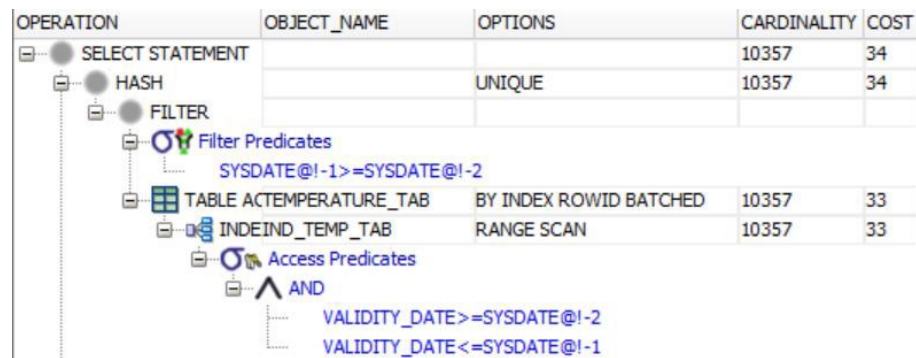 OPERATION OBJECT_NAME OPTIONS CARDINALITY COST
SELECT STATEMENT 10357 34
HASH UNIQUE 10357 34
FILTER
Filter Predicates
SYSDATE@!-1>=SYSDATE@!-2
TABLE ACTEMPERATURE_TAB BY INDEX ROWID BATCHED 10357 33
INDEIND_TEMP_TAB RANGE SCAN 10357 33
Access Predicates
AND
VALIDITY_DATE>=SYSDATE@!-2
VALIDITY_DATE<=SYSDATE@!-1